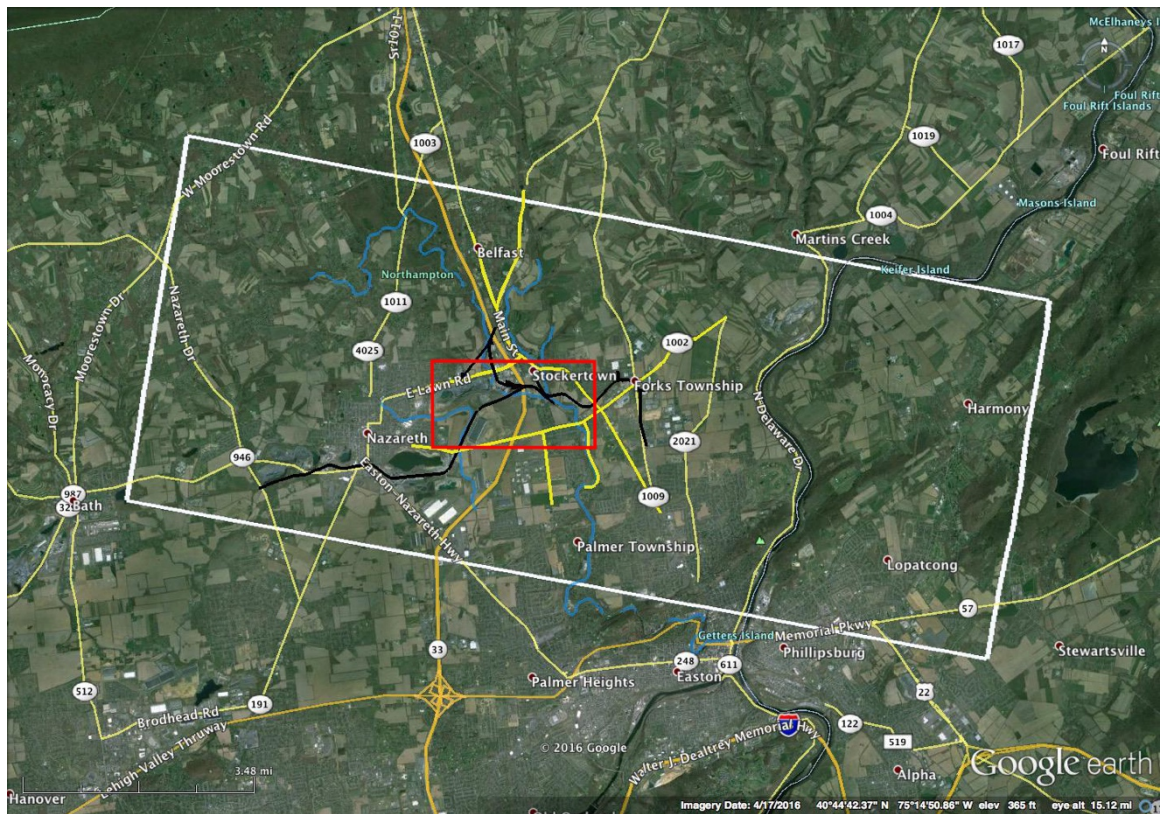 McElhaneys I
1017
N
Sr1011
Foul Rift
Foul Rift Islands
W Moorestown Rd
1003
1019
Foul Rift
Masons Island
1004
Martins Creek
Belfast
Keifer Island
Northampton
Nazareth Dr
Moorestown Dr
1011
Main St
1002
4025
Monocacy Dr
Stockertown
E Lawn Rd
Forks Township
N Delaware Dr
Harmony
Nazareth
2021
946
987
Bath
Easton-Nazareth Hwy
1009
Palmer Township
Lopatcong
57
Getters Island
Memorial Pkwy
Phillipsburg
Stewartsville
33
248
611
Easton
Palmer Heights
512
22
191
Brodhead Rd
122
519
Lehigh Valley Thruway
© 2016 Google
Walter J. Dealtrey Memorial Hwy
3.48 mi
Alpha
Google earth
Hanover
Imagery Date: 4/17/2016 40°44'42.37" N 75°14'50.86" W elev 365 ft eye alt 15.12 mi